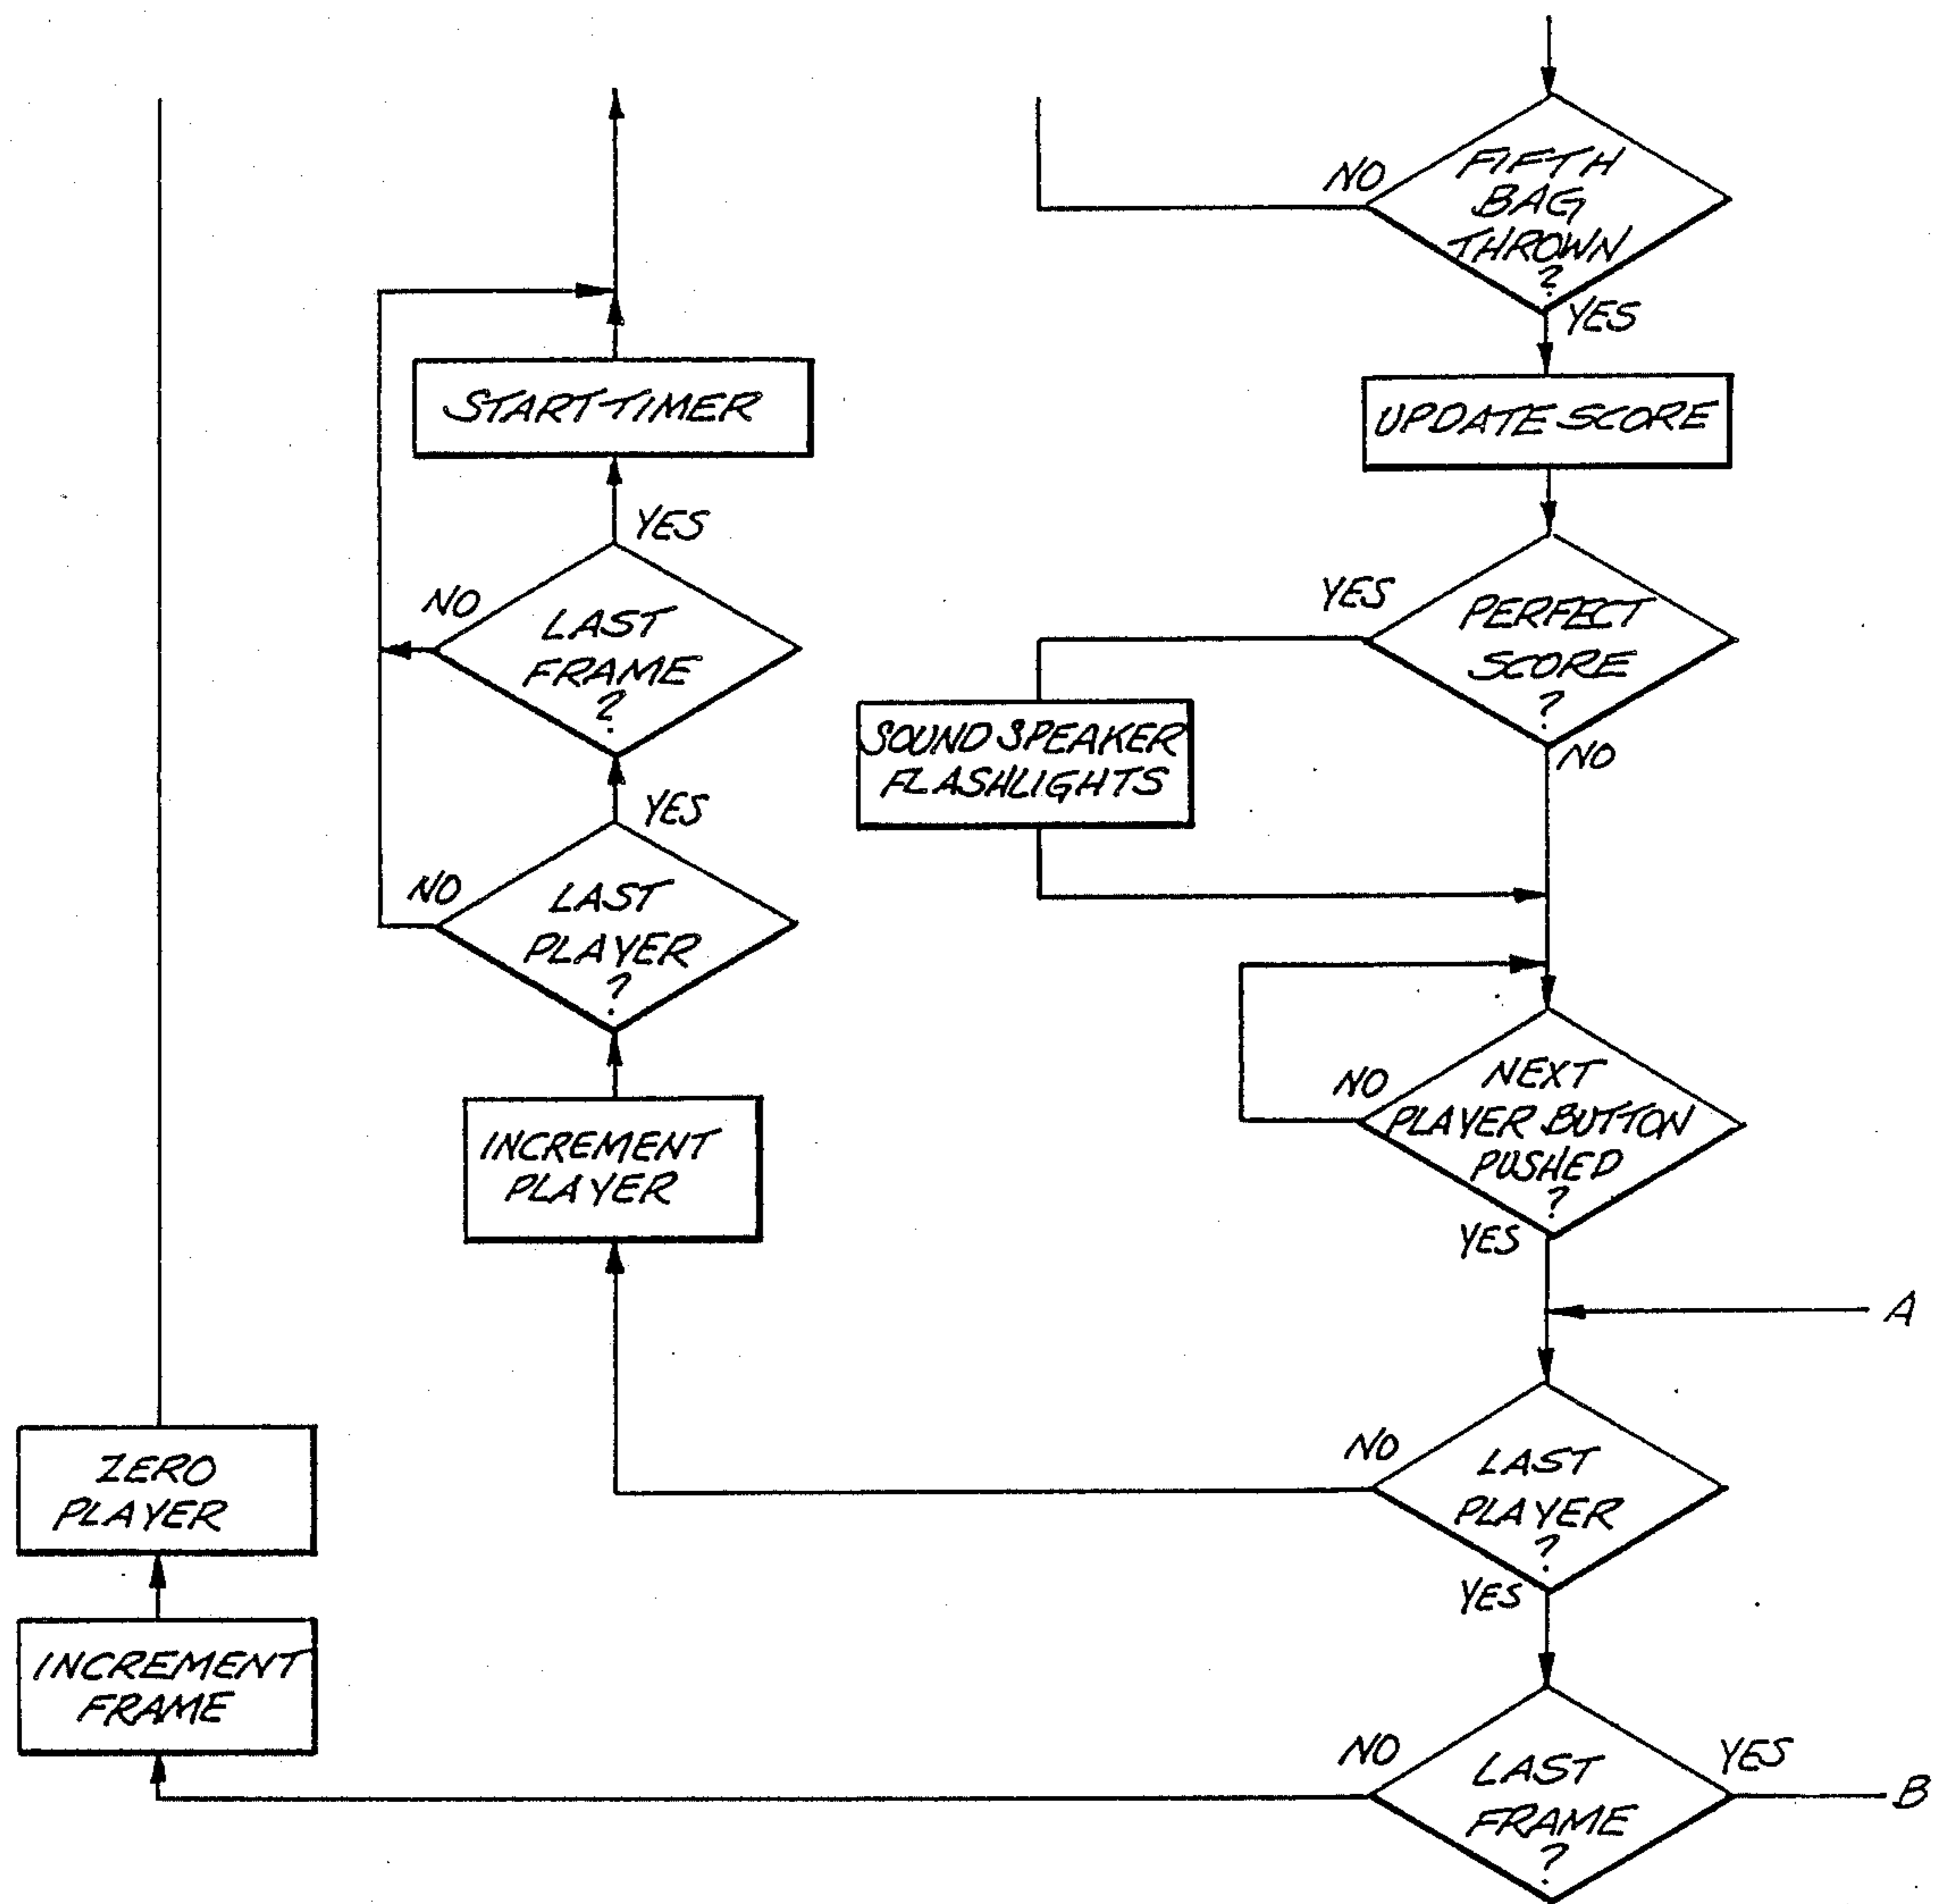 NO
FIFTH
BAG
THROWN
?
YES
START TIMER
UPDATE SCORE
YES
NO
LAST
FRAME
?
YES
PERFECT
SCORE
?
NO
SOUND SPEAKER
FLASHLIGHTS
YES
NO
LAST
PLAYER
?
NO
NEXT
PLAYER BUTTON
PUSHED
?
YES
INCREMENT
PLAYER
A
NO
LAST
PLAYER
?
YES
ZERO
PLAYER
INCREMENT
FRAME
NO
LAST
FRAME
?
YES
B